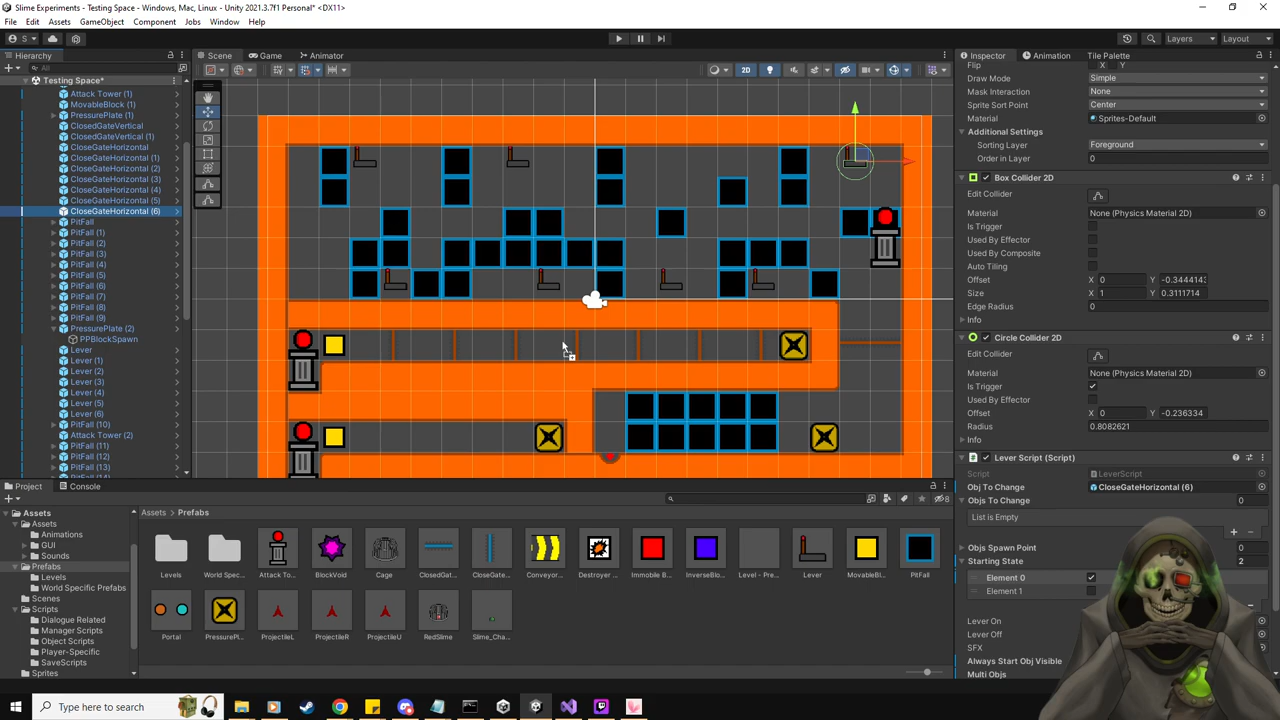 Slime Experiments - Testing Space - Windows, Mac, Linux - Unity 2021.3.7f1 Personal* <DX11>
File Edit Assets GameObject Component Jobs Window Help
S Layers Layout
Hierarchy
All
Testing Space*
Attack Tower (1)
MovableBlock (1)
PressurePlate (1)
ClosedGateVertical
ClosedGateVertical (1)
CloseGateHorizontal
CloseGateHorizontal (1)
CloseGateHorizontal (2)
CloseGateHorizontal (3)
CloseGateHorizontal (4)
CloseGateHorizontal (5)
CloseGateHorizontal (6)
PitFall
PitFall (1)
PitFall (2)
PitFall (3)
PitFall (4)
PitFall (5)
PitFall (6)
PitFall (7)
PitFall (8)
PitFall (9)
PressurePlate (2)
PPBlockSpawn
Lever
Lever (1)
Lever (2)
Lever (3)
Lever (4)
Lever (5)
Lever (6)
PitFall (10)
Attack Tower (2)
PitFall (11)
PitFall (12)
PitFall (13)
Scene Game Animator
2D
Inspector Animation Tile Palette
Flip X Y
Draw Mode Simple
Mask Interaction None
Sprite Sort Point Center
Material Sprites-Default
Additional Settings
Sorting Layer Foreground
Order in Layer 0
Box Collider 2D
Edit Collider
Material None (Physics Material 2D)
Is Trigger
Used By Effector
Used By Composite
Auto Tiling
Offset X 0 Y -0.344414
Size X 1 Y 0.3111714
Edge Radius 0
Info
Circle Collider 2D
Edit Collider
Material None (Physics Material 2D)
Is Trigger
Used By Effector
Offset X 0 Y -0.236334
Radius 0.8082621
Info
Lever Script (Script)
Script LeverScript
Obj To Change CloseGateHorizontal (6)
Objs To Change 0
List is Empty
Objs Spawn Point 0
Starting State 2
Element 0
Element 1
Lever On
Lever Off
SFX
Always Start Obj Visible
Multi Objs
Project Console
8
Assets
Assets
Animations
GUI
Sounds
Prefabs
Levels
World Specific Prefabs
Scenes
Scripts
Dialogue Related
Manager Scripts
Object Scripts
Player-Specific
SaveScripts
Sprites
Assets > Prefabs
Levels World Spec... Attack To... BlockVoid Cage ClosedGat... CloseGate... Conveyor... Destroyer ... Immobile B... InverseBlo... Level - Pre... Lever MovableBl... PitFall
Portal PressurePl... ProjectileL ProjectileR ProjectileU RedSlime Slime_Cha...
Type here to search